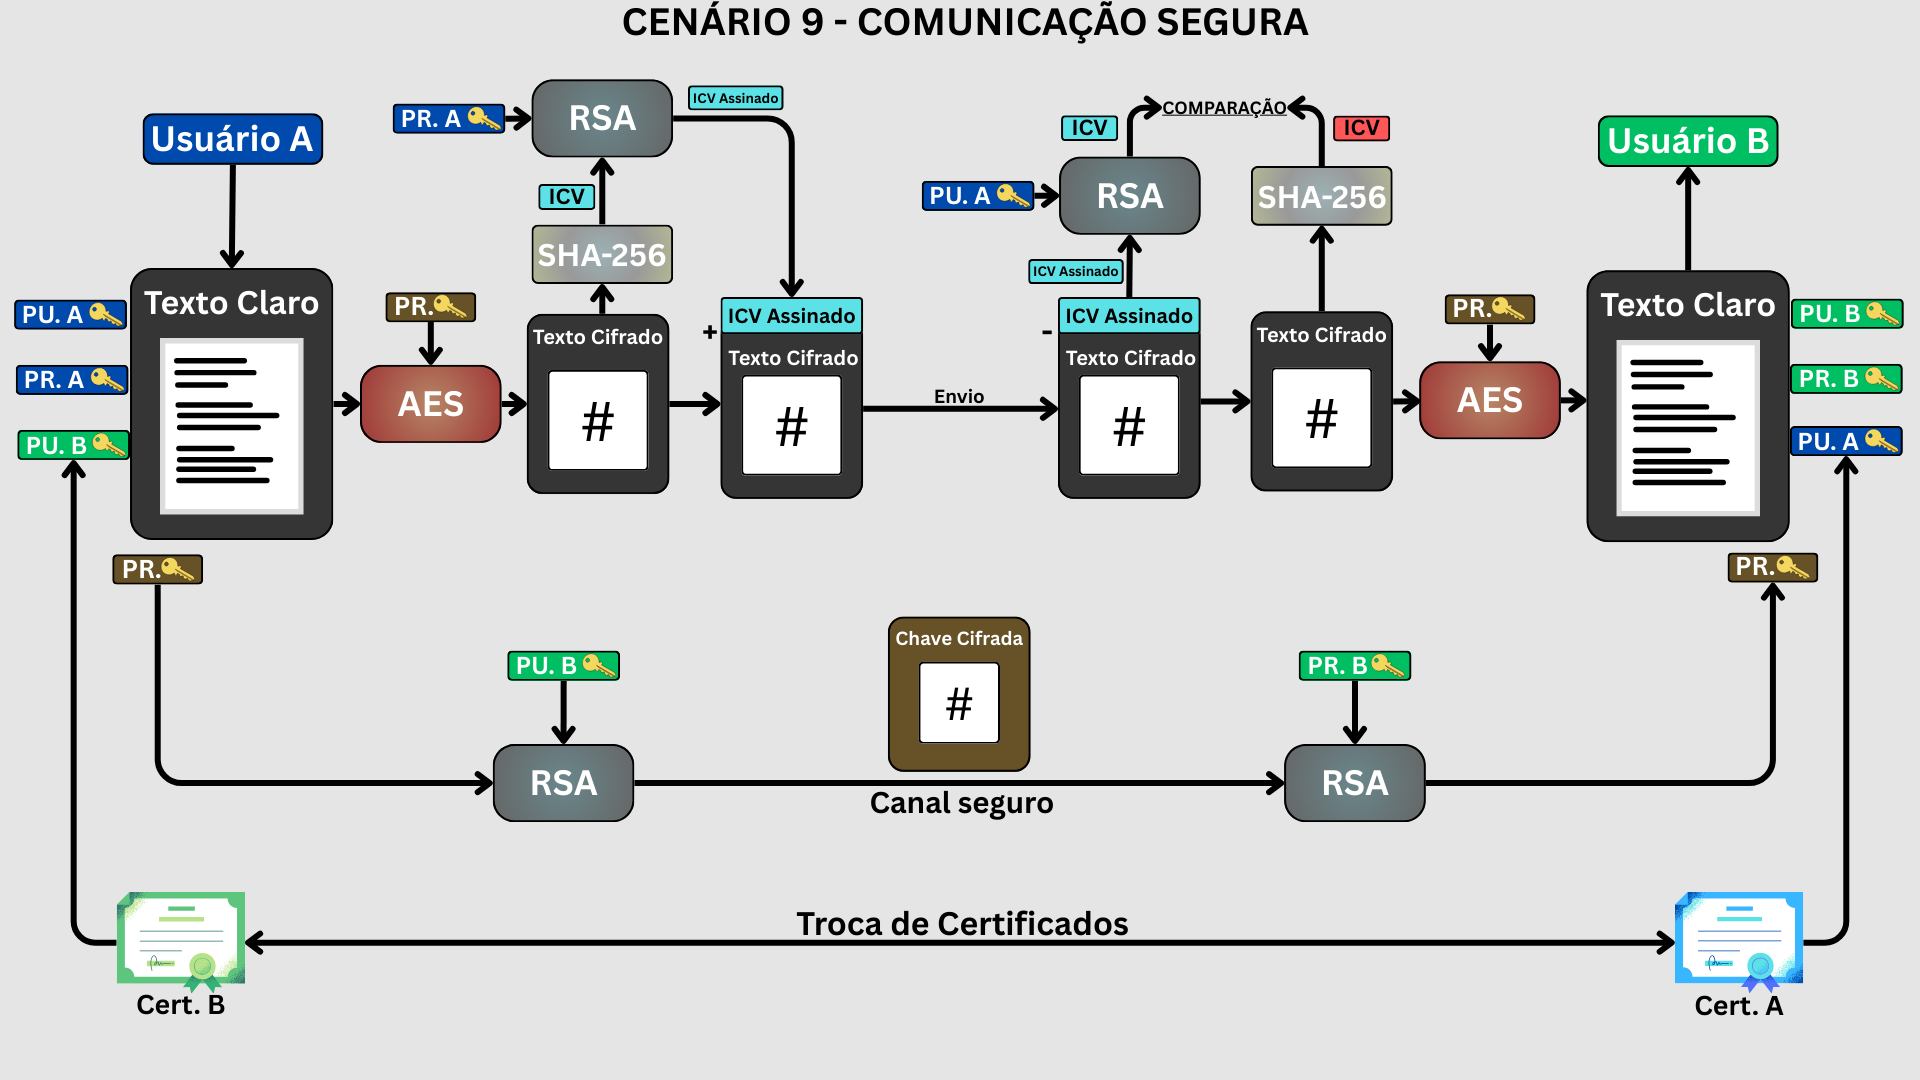 CENÁRIO 9 - COMUNICAÇÃO SEGURA
Usuário A
PR. A
RSA
ICV Assinado
ICV
SHA-256
ICV
COMPARAÇÃO
ICV
PU. A
RSA
SHA-256
ICV Assinado
Usuário B
PU. A
PR. A
PU. B
Texto Claro
PR.
AES
Texto Cifrado
#
+
ICV Assinado
Texto Cifrado
#
Envio
-
ICV Assinado
Texto Cifrado
#
Texto Cifrado
#
PR.
AES
Texto Claro
PU. B
PR. B
PU. A
PR.
PR.
PU. B
RSA
Chave Cifrada
#
Canal seguro
PR. B
RSA
Troca de Certificados
Cert. B
Cert. A